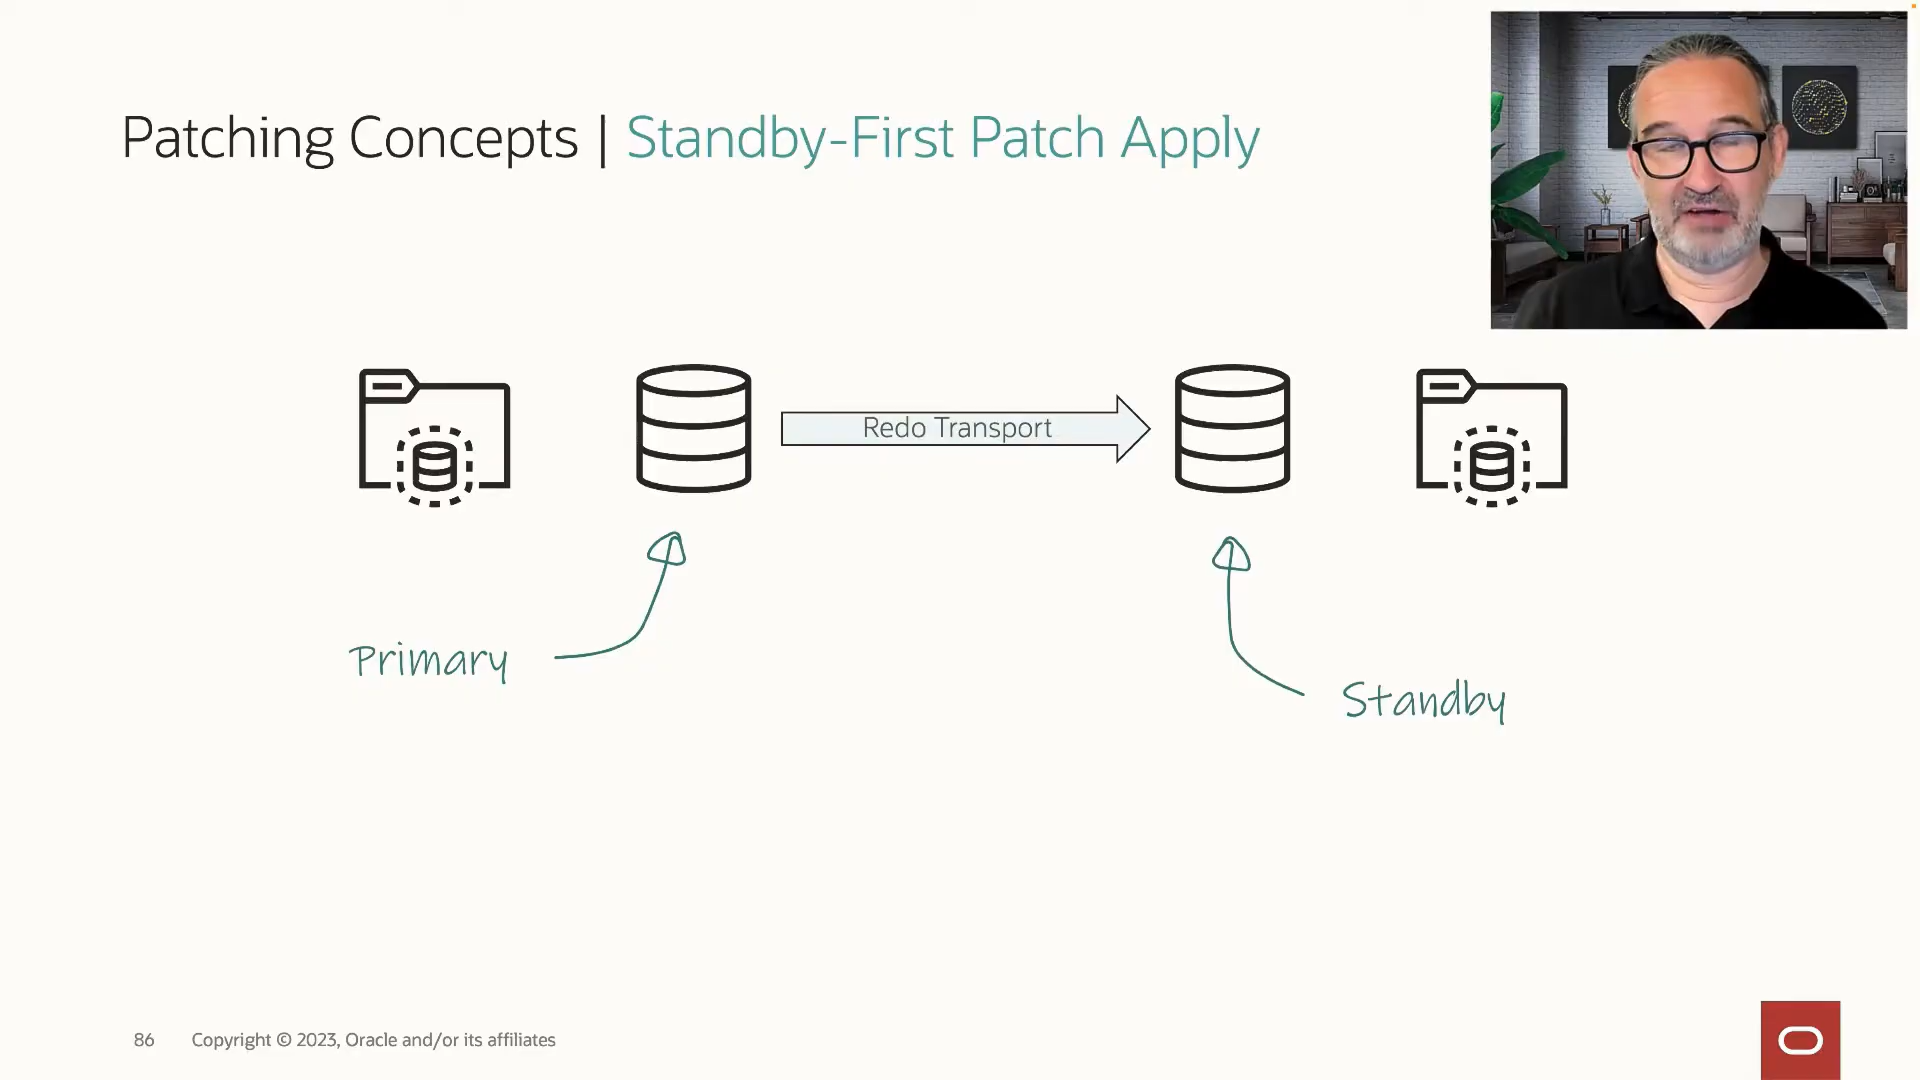 Patching Concepts | Standby-First Patch Apply
Redo Transport
Primary
Standby
86 Copyright © 2023, Oracle and/or its affiliates